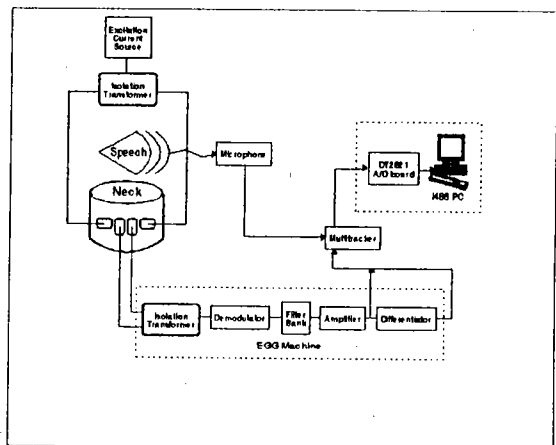 Excitation
Current
Source
Isolation
Transformer
Speech
Microphone
Neck
DT2821
A/D board
i486 PC
Multitracker
Isolation
Transformer
Demodulator
Filter
Bank
Amplifier
Differentiator
EGG Machine